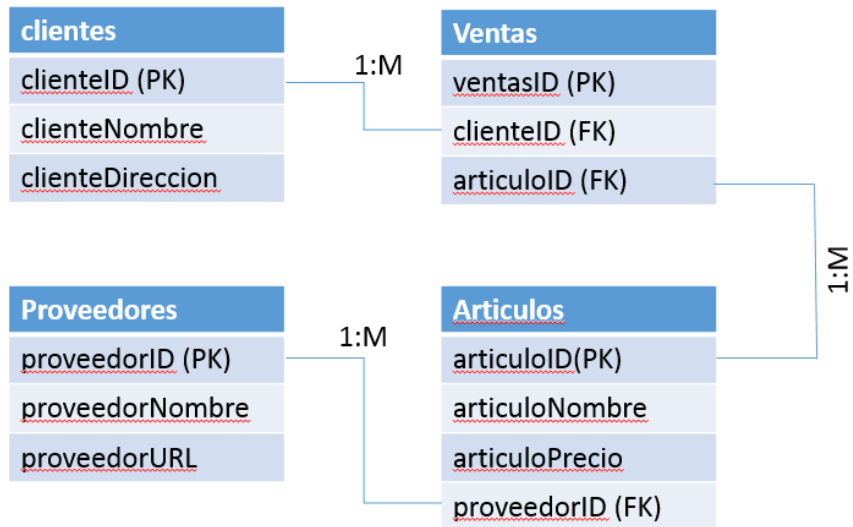 clientes
clienteID (PK)
clienteNombre
clienteDireccion
1:M
Ventas
ventasID (PK)
clienteID (FK)
articuloID (FK)
1:M
Proveedores
proveedorID (PK)
proveedorNombre
proveedorURL
1:M
Articulos
articuloID(PK)
articuloNombre
articuloPrecio
proveedorID (FK)